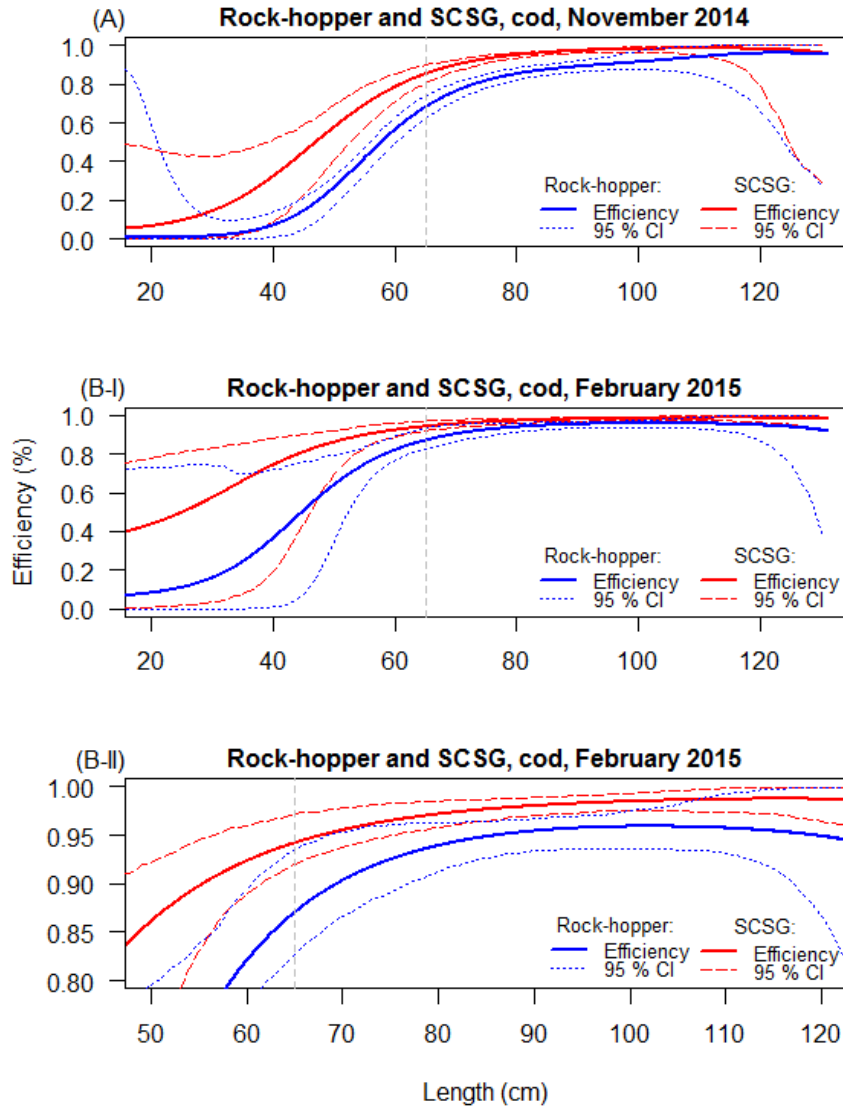 (A)
Rock-hopper and SCSG, cod, November 2014
1.0
0.8
0.6
0.4
0.2
0.0
Rock-hopper: SCSG:
Efficiency Efficiency
95 % CI 95 % CI
20 40 60 80 100 120
(B-I)
Rock-hopper and SCSG, cod, February 2015
1.0
0.8
0.6
0.4
0.2
0.0
Efficiency (%)
Rock-hopper: SCSG:
Efficiency Efficiency
95 % CI 95 % CI
20 40 60 80 100 120
(B-II)
Rock-hopper and SCSG, cod, February 2015
1.00
0.95
0.90
0.85
0.80
Rock-hopper: SCSG:
Efficiency Efficiency
95 % CI 95 % CI
50 60 70 80 90 100 110 120
Length (cm)